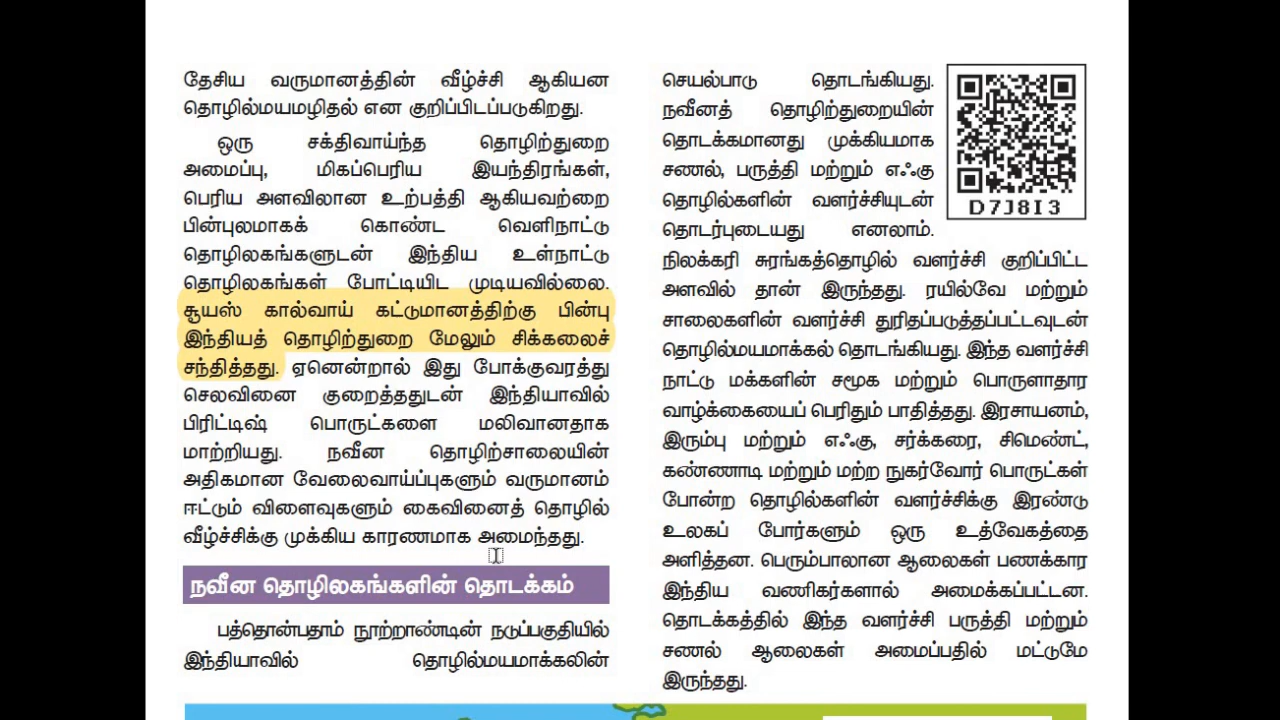 தேசிய வருமானத்தின் வீழ்ச்சி ஆகியன
தொழில்மயமழிதல் என குறிப்பிடப்படுகிறது.
ஒரு சக்திவாய்ந்த தொழிற்துறை
அமைப்பு, மிகப்பெரிய இயந்திரங்கள்,
பெரிய அளவிலான உற்பத்தி ஆகியவற்றை
பின்புலமாகக் கொண்ட வெளிநாட்டு
தொழிலகங்களுடன் இந்திய உள்நாட்டு
தொழிலகங்கள் போட்டியிட முடியவில்லை.
சூயஸ் கால்வாய் கட்டுமானத்திற்கு பின்பு
இந்தியத் தொழிற்துறை மேலும் சிக்கலைச்
சந்தித்தது. ஏனென்றால் இது போக்குவரத்து
செலவினை குறைத்ததுடன் இந்தியாவில்
பிரிட்டிஷ் பொருட்களை மலிவானதாக
மாற்றியது. நவீன தொழிற்சாலையின்
அதிகமான வேலைவாய்ப்புகளும் வருமானம்
ஈட்டும் விளைவுகளும் கைவினைத் தொழில்
வீழ்ச்சிக்கு முக்கிய காரணமாக அமைந்தது.
நவீன தொழிலகங்களின் தொடக்கம்
பத்தொன்பதாம் நூற்றாண்டின் நடுப்பகுதியில்
இந்தியாவில் தொழில்மயமாக்கலின்
செயல்பாடு தொடங்கியது.
நவீனத் தொழிற்துறையின்
தொடக்கமானது முக்கியமாக
சணல், பருத்தி மற்றும் எஃகு
தொழில்களின் வளர்ச்சியுடன்
தொடர்புடையது எனலாம்.
D7J8I3
நிலக்கரி சுரங்கத்தொழில் வளர்ச்சி குறிப்பிட்ட
அளவில் தான் இருந்தது. ரயில்வே மற்றும்
சாலைகளின் வளர்ச்சி துரிதப்படுத்தப்பட்டவுடன்
தொழில்மயமாக்கல் தொடங்கியது. இந்த வளர்ச்சி
நாட்டு மக்களின் சமூக மற்றும் பொருளாதார
வாழ்க்கையைப் பெரிதும் பாதித்தது. இரசாயனம்,
இரும்பு மற்றும் எஃகு, சர்க்கரை, சிமெண்ட்,
கண்ணாடி மற்றும் மற்ற நுகர்வோர் பொருட்கள்
போன்ற தொழில்களின் வளர்ச்சிக்கு இரண்டு
உலகப் போர்களும் ஒரு உத்வேகத்தை
அளித்தன. பெரும்பாலான ஆலைகள் பணக்கார
இந்திய வணிகர்களால் அமைக்கப்பட்டன.
தொடக்கத்தில் இந்த வளர்ச்சி பருத்தி மற்றும்
சணல் ஆலைகள் அமைப்பதில் மட்டுமே
இருந்தது.